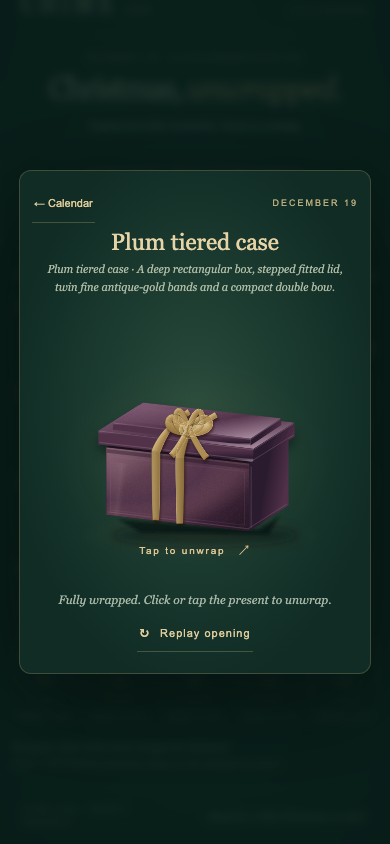 Christmas, unwrapped.
← Calendar
DECEMBER 19
Plum tiered case
Plum tiered case · A deep rectangular box, stepped fitted lid,
twin fine antique-gold bands and a compact double bow.
Tap to unwrap ↗
Fully wrapped. Click or tap the present to unwrap.
↻ Replay opening